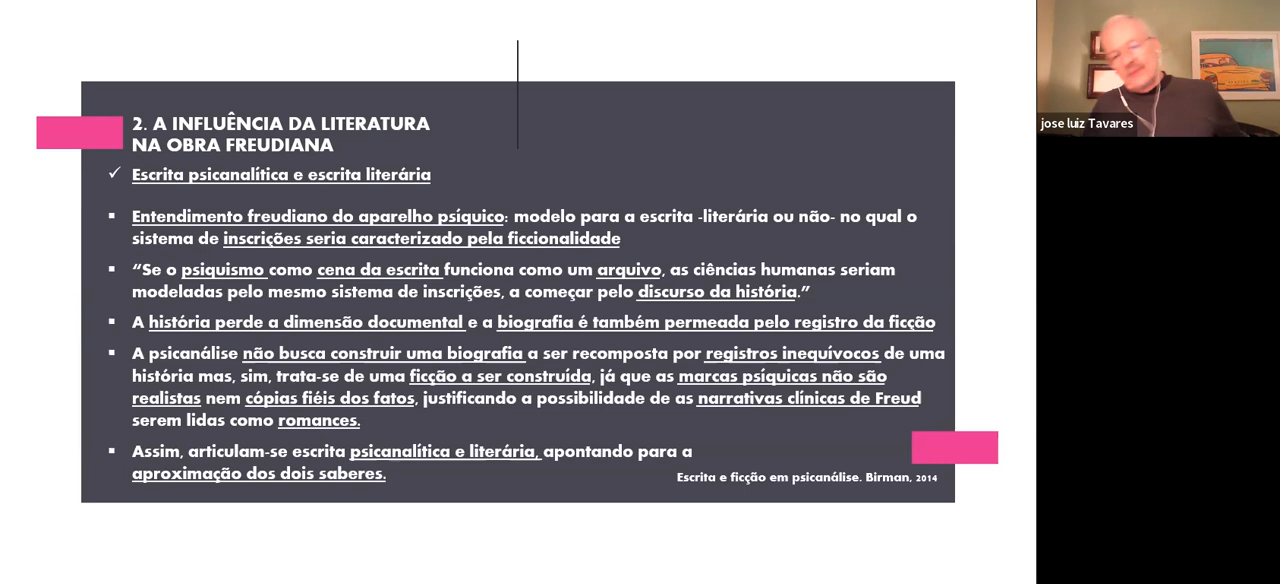 2. A INFLUÊNCIA DA LITERATURA
NA OBRA FREUDIANA
✓ Escrita psicanalítica e escrita literária
▪ Entendimento freudiano do aparelho psíquico: modelo para a escrita -literária ou não- no qual o
sistema de inscrições seria caracterizado pela ficcionalidade
▪ “Se o psiquismo como cena da escrita funciona como um arquivo, as ciências humanas seriam
modeladas pelo mesmo sistema de inscrições, a começar pelo discurso da história.”
▪ A história perde a dimensão documental e a biografia é também permeada pelo registro da ficção
▪ A psicanálise não busca construir uma biografia a ser recomposta por registros inequívocos de uma
história mas, sim, trata-se de uma ficção a ser construída, já que as marcas psíquicas não são
realistas nem cópias fiéis dos fatos, justificando a possibilidade de as narrativas clínicas de Freud
serem lidas como romances.
▪ Assim, articulam-se escrita psicanalítica e literária, apontando para a
aproximação dos dois saberes.
Escrita e ficção em psicanálise. Birman, 2014
jose luiz Tavares